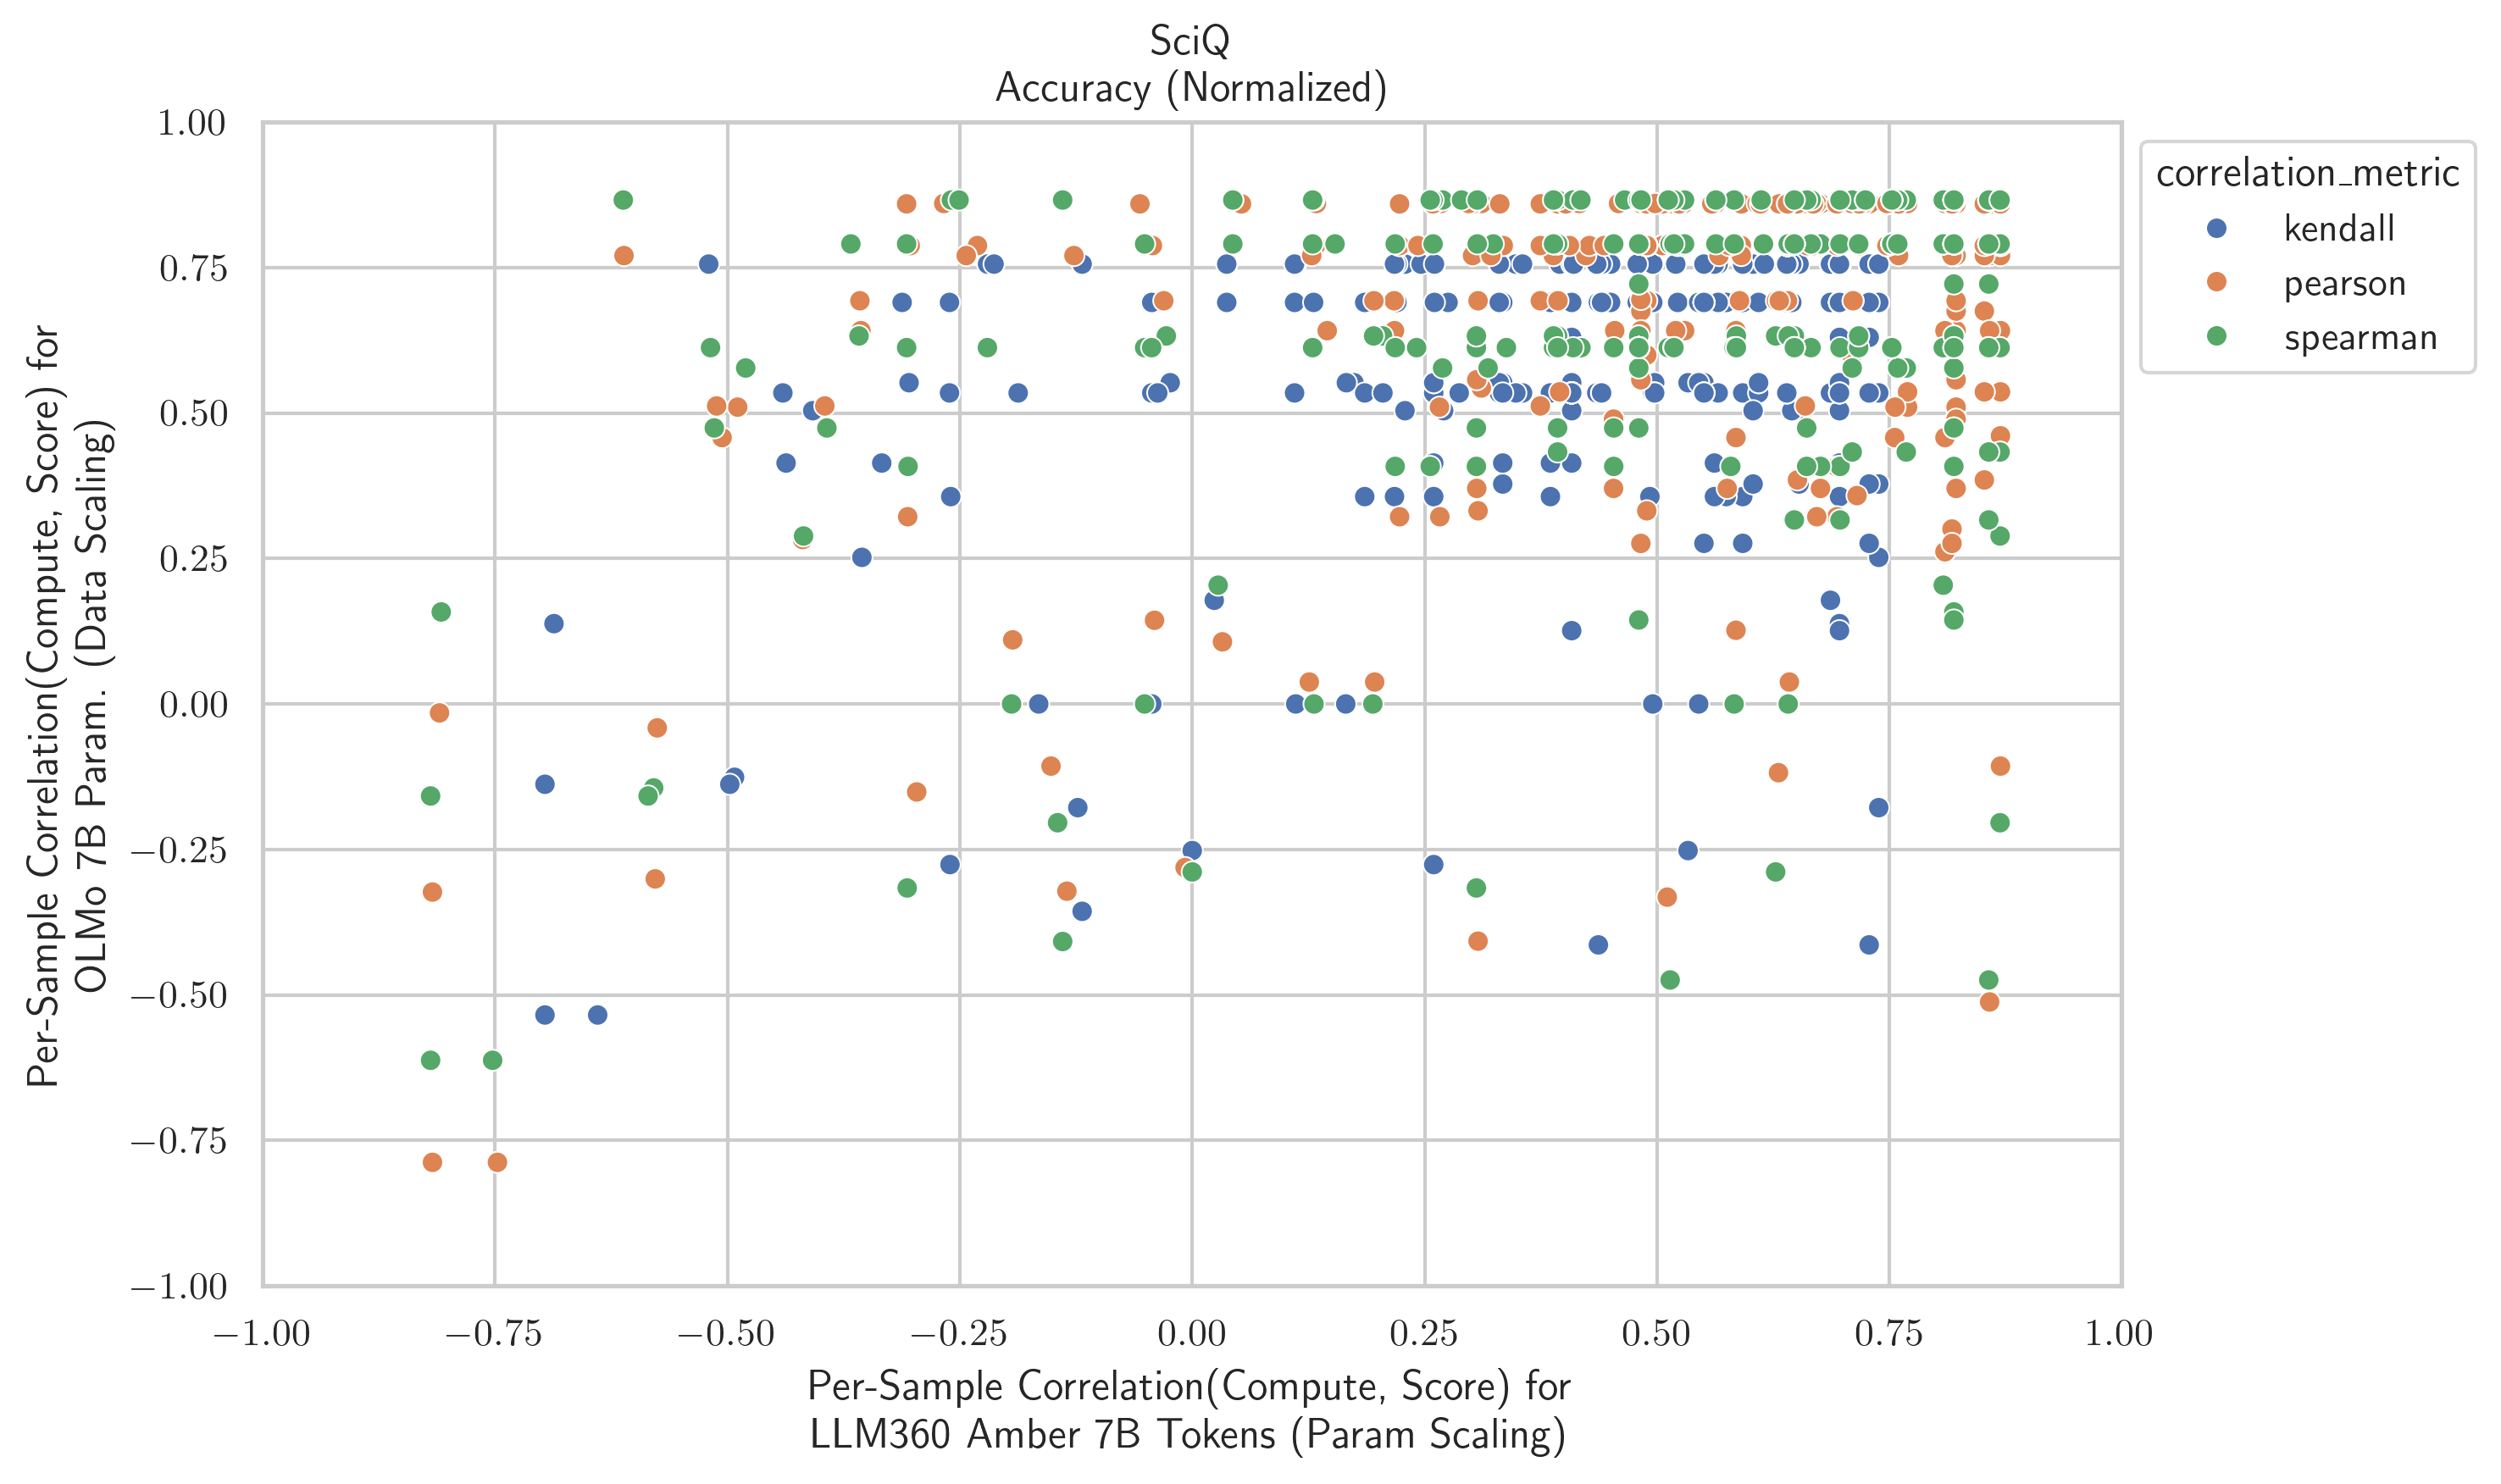 SciQ
Accuracy (Normalized)
1.00
0.75
0.50
0.25
0.00
−0.25
−0.50
−0.75
−1.00
Per-Sample Correlation(Compute, Score) for
OLMo 7B Param. (Data Scaling)
−1.00 −0.75 −0.50 −0.25 0.00 0.25 0.50 0.75 1.00
Per-Sample Correlation(Compute, Score) for
LLM360 Amber 7B Tokens (Param Scaling)
correlation_metric
kendall
pearson
spearman